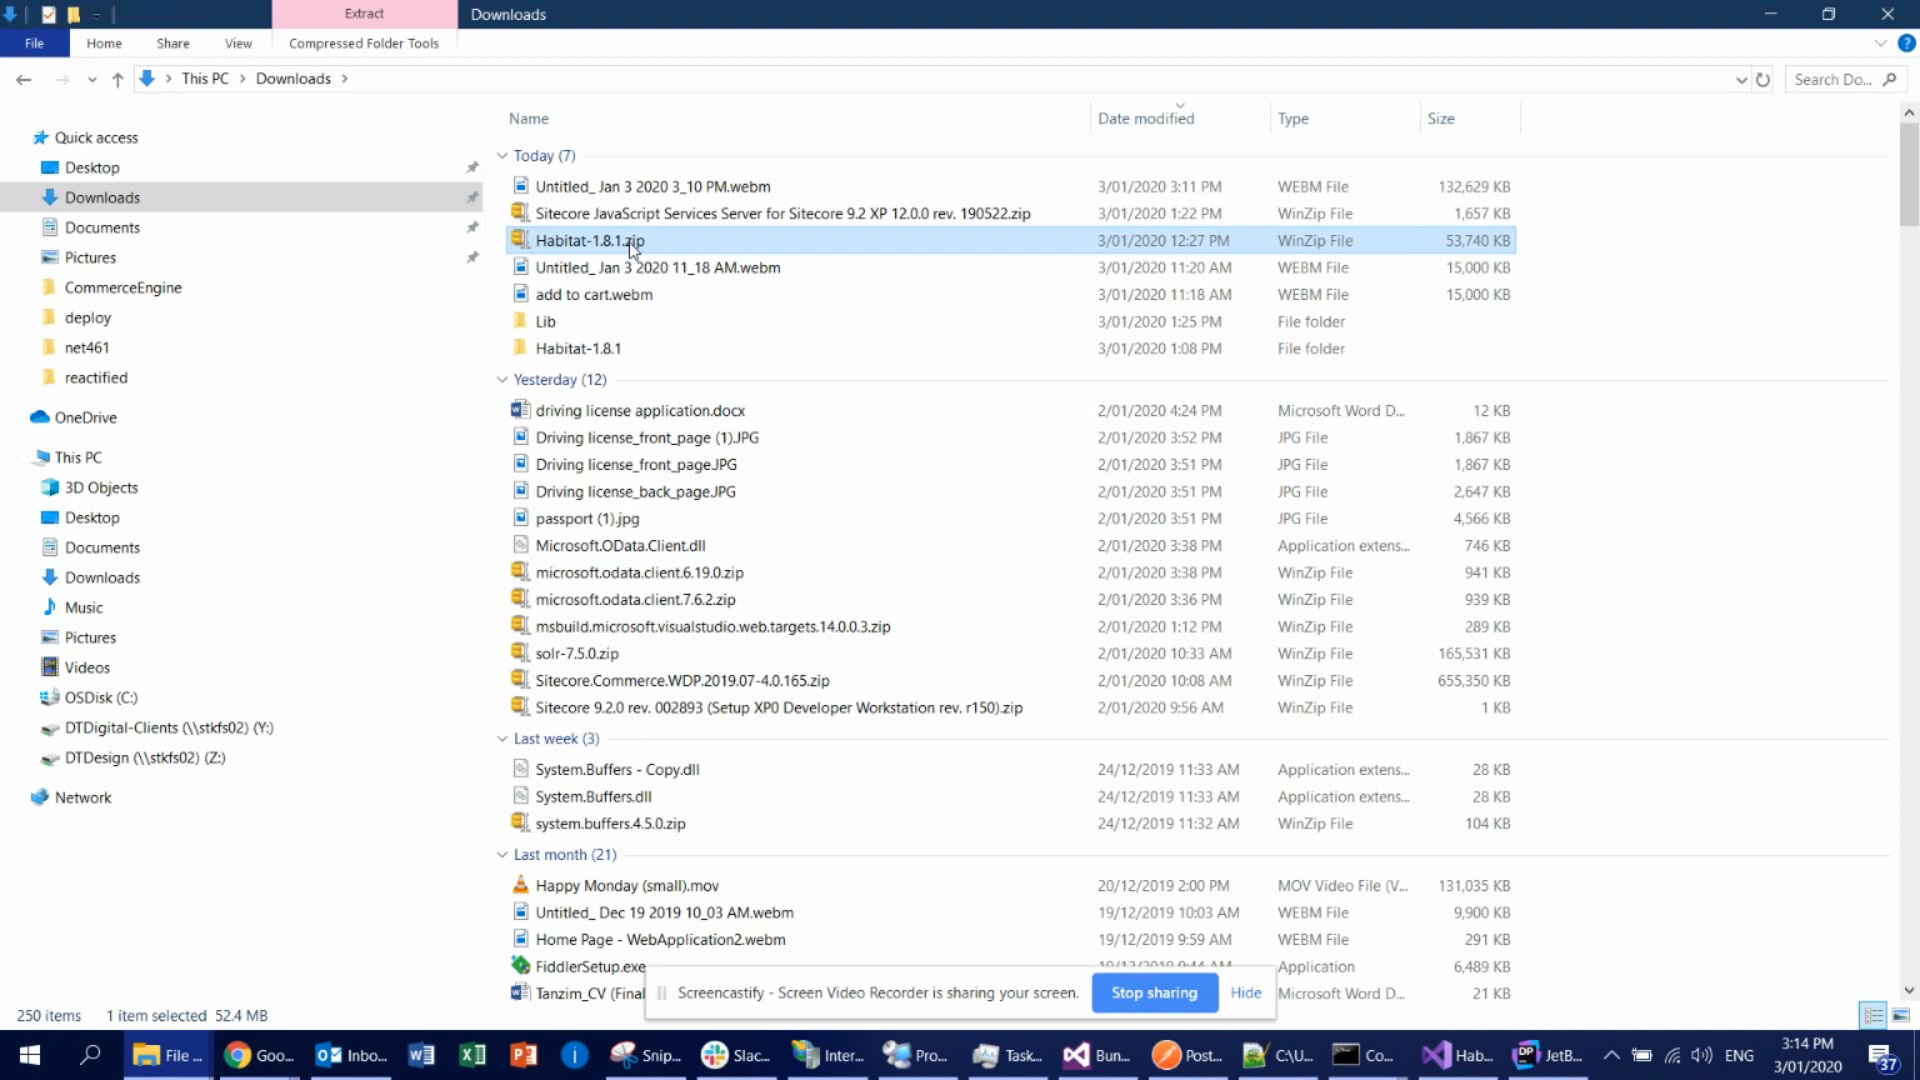 Extract
Downloads
File
Home
Share
View
Compressed Folder Tools
This PC
Downloads
Search Do...
Name
Date modified
Type
Size
Quick access
Desktop
Downloads
Documents
Pictures
CommerceEngine
deploy
net461
reactified
OneDrive
This PC
3D Objects
Desktop
Documents
Downloads
Music
Pictures
Videos
OSDisk (C:)
DTDigital-Clients (\\stkfs02) (Y:)
DTDesign (\\stkfs02) (Z:)
Network
Today (7)
Untitled_ Jan 3 2020 3_10 PM.webm 3/01/2020 3:11 PM WEBM File 132,629 KB
Sitecore JavaScript Services Server for Sitecore 9.2 XP 12.0.0 rev. 190522.zip 3/01/2020 1:22 PM WinZip File 1,657 KB
Habitat-1.8.1.zip 3/01/2020 12:27 PM WinZip File 53,740 KB
Untitled_ Jan 3 2020 11_18 AM.webm 3/01/2020 11:20 AM WEBM File 15,000 KB
add to cart.webm 3/01/2020 11:18 AM WEBM File 15,000 KB
Lib 3/01/2020 1:25 PM File folder
Habitat-1.8.1 3/01/2020 1:08 PM File folder
Yesterday (12)
driving license application.docx 2/01/2020 4:24 PM Microsoft Word D... 12 KB
Driving license_front_page (1).JPG 2/01/2020 3:52 PM JPG File 1,867 KB
Driving license_front_page.JPG 2/01/2020 3:51 PM JPG File 1,867 KB
Driving license_back_page.JPG 2/01/2020 3:51 PM JPG File 2,647 KB
passport (1).jpg 2/01/2020 3:51 PM JPG File 4,566 KB
Microsoft.OData.Client.dll 2/01/2020 3:38 PM Application extens... 746 KB
microsoft.odata.client.6.19.0.zip 2/01/2020 3:38 PM WinZip File 941 KB
microsoft.odata.client.7.6.2.zip 2/01/2020 3:36 PM WinZip File 939 KB
msbuild.microsoft.visualstudio.web.targets.14.0.0.3.zip 2/01/2020 1:12 PM WinZip File 289 KB
solr-7.5.0.zip 2/01/2020 10:33 AM WinZip File 165,531 KB
Sitecore.Commerce.WDP.2019.07-4.0.165.zip 2/01/2020 10:08 AM WinZip File 655,350 KB
Sitecore 9.2.0 rev. 002893 (Setup XP0 Developer Workstation rev. r150).zip 2/01/2020 9:56 AM WinZip File 1 KB
Last week (3)
System.Buffers - Copy.dll 24/12/2019 11:33 AM Application extens... 28 KB
System.Buffers.dll 24/12/2019 11:33 AM Application extens... 28 KB
system.buffers.4.5.0.zip 24/12/2019 11:32 AM WinZip File 104 KB
Last month (21)
Happy Monday (small).mov 20/12/2019 2:00 PM MOV Video File (V... 131,035 KB
Untitled_ Dec 19 2019 10_03 AM.webm 19/12/2019 10:03 AM WEBM File 9,900 KB
Home Page - WebApplication2.webm 19/12/2019 9:59 AM WEBM File 291 KB
FiddlerSetup.exe 19/12/2019 9:44 AM Application 6,489 KB
Tanzim_CV (Final Microsoft Word D... 21 KB
Screencastify - Screen Video Recorder is sharing your screen.
Stop sharing
Hide
250 items 1 item selected 52.4 MB
File ...
Goo...
Inbo...
Snip...
Slac...
Inter...
Pro...
Task...
Bun...
Post...
C:\U...
Co...
Hab...
JetB...
ENG
3:14 PM
3/01/2020
37